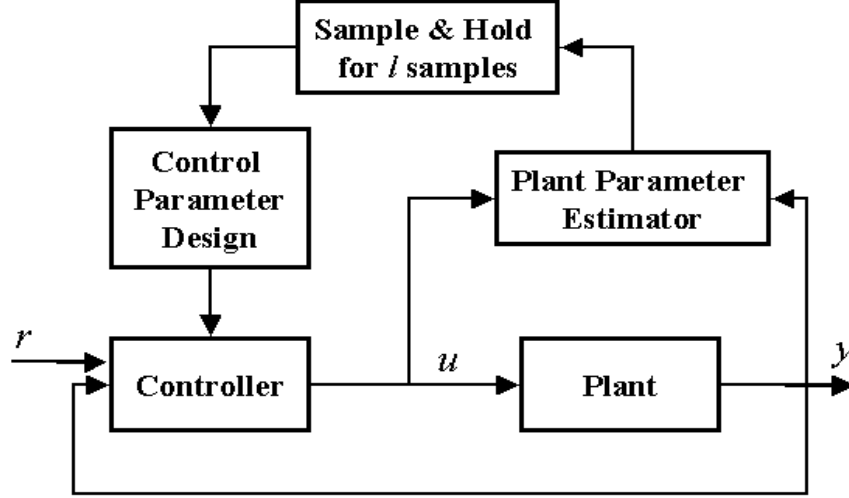 Sample & Hold
for l samples
Control
Parameter
Design
Plant Parameter
Estimator
r
Controller
u
Plant
y